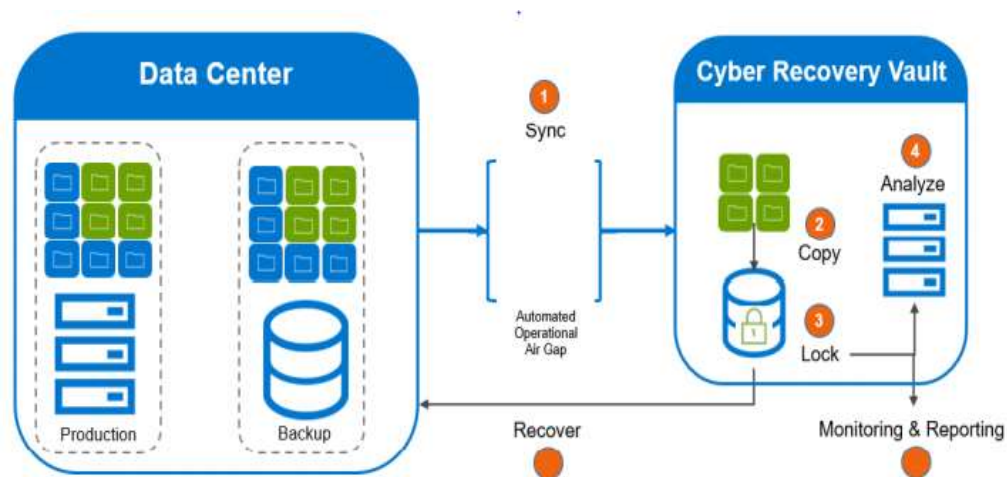 Data Center
Production
Backup
1
Sync
Automated
Operational
Air Gap
Recover
Cyber Recovery Vault
2
Copy
3
Lock
4
Analyze
Monitoring & Reporting